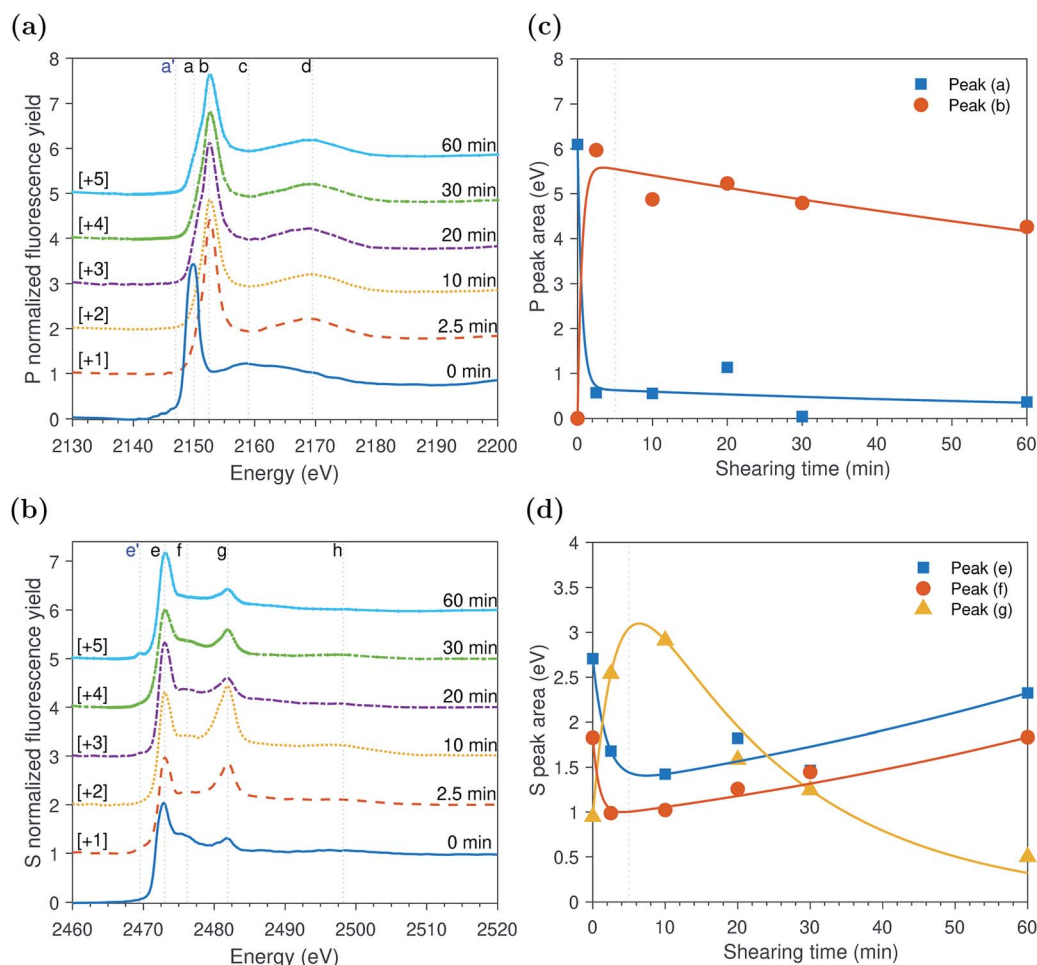 (a)
P normalized fluorescence yield
8
7
6
5
4
3
2
1
0
a' a b c d
60 min
[+5]
30 min
[+4]
20 min
[+3]
10 min
[+2]
2.5 min
[+1]
0 min
2130 2140 2150 2160 2170 2180 2190 2200
Energy (eV)
(c)
P peak area (eV)
8
7
6
5
4
3
2
1
0
Peak (a)
Peak (b)
0 10 20 30 40 50 60
Shearing time (min)
(b)
S normalized fluorescence yield
7
6
5
4
3
2
1
0
e' e f g h
60 min
[+5]
30 min
[+4]
20 min
[+3]
10 min
[+2]
2.5 min
[+1]
0 min
2460 2470 2480 2490 2500 2510 2520
Energy (eV)
(d)
S peak area (eV)
4
3.5
3
2.5
2
1.5
1
0.5
0
Peak (e)
Peak (f)
Peak (g)
0 10 20 30 40 50 60
Shearing time (min)